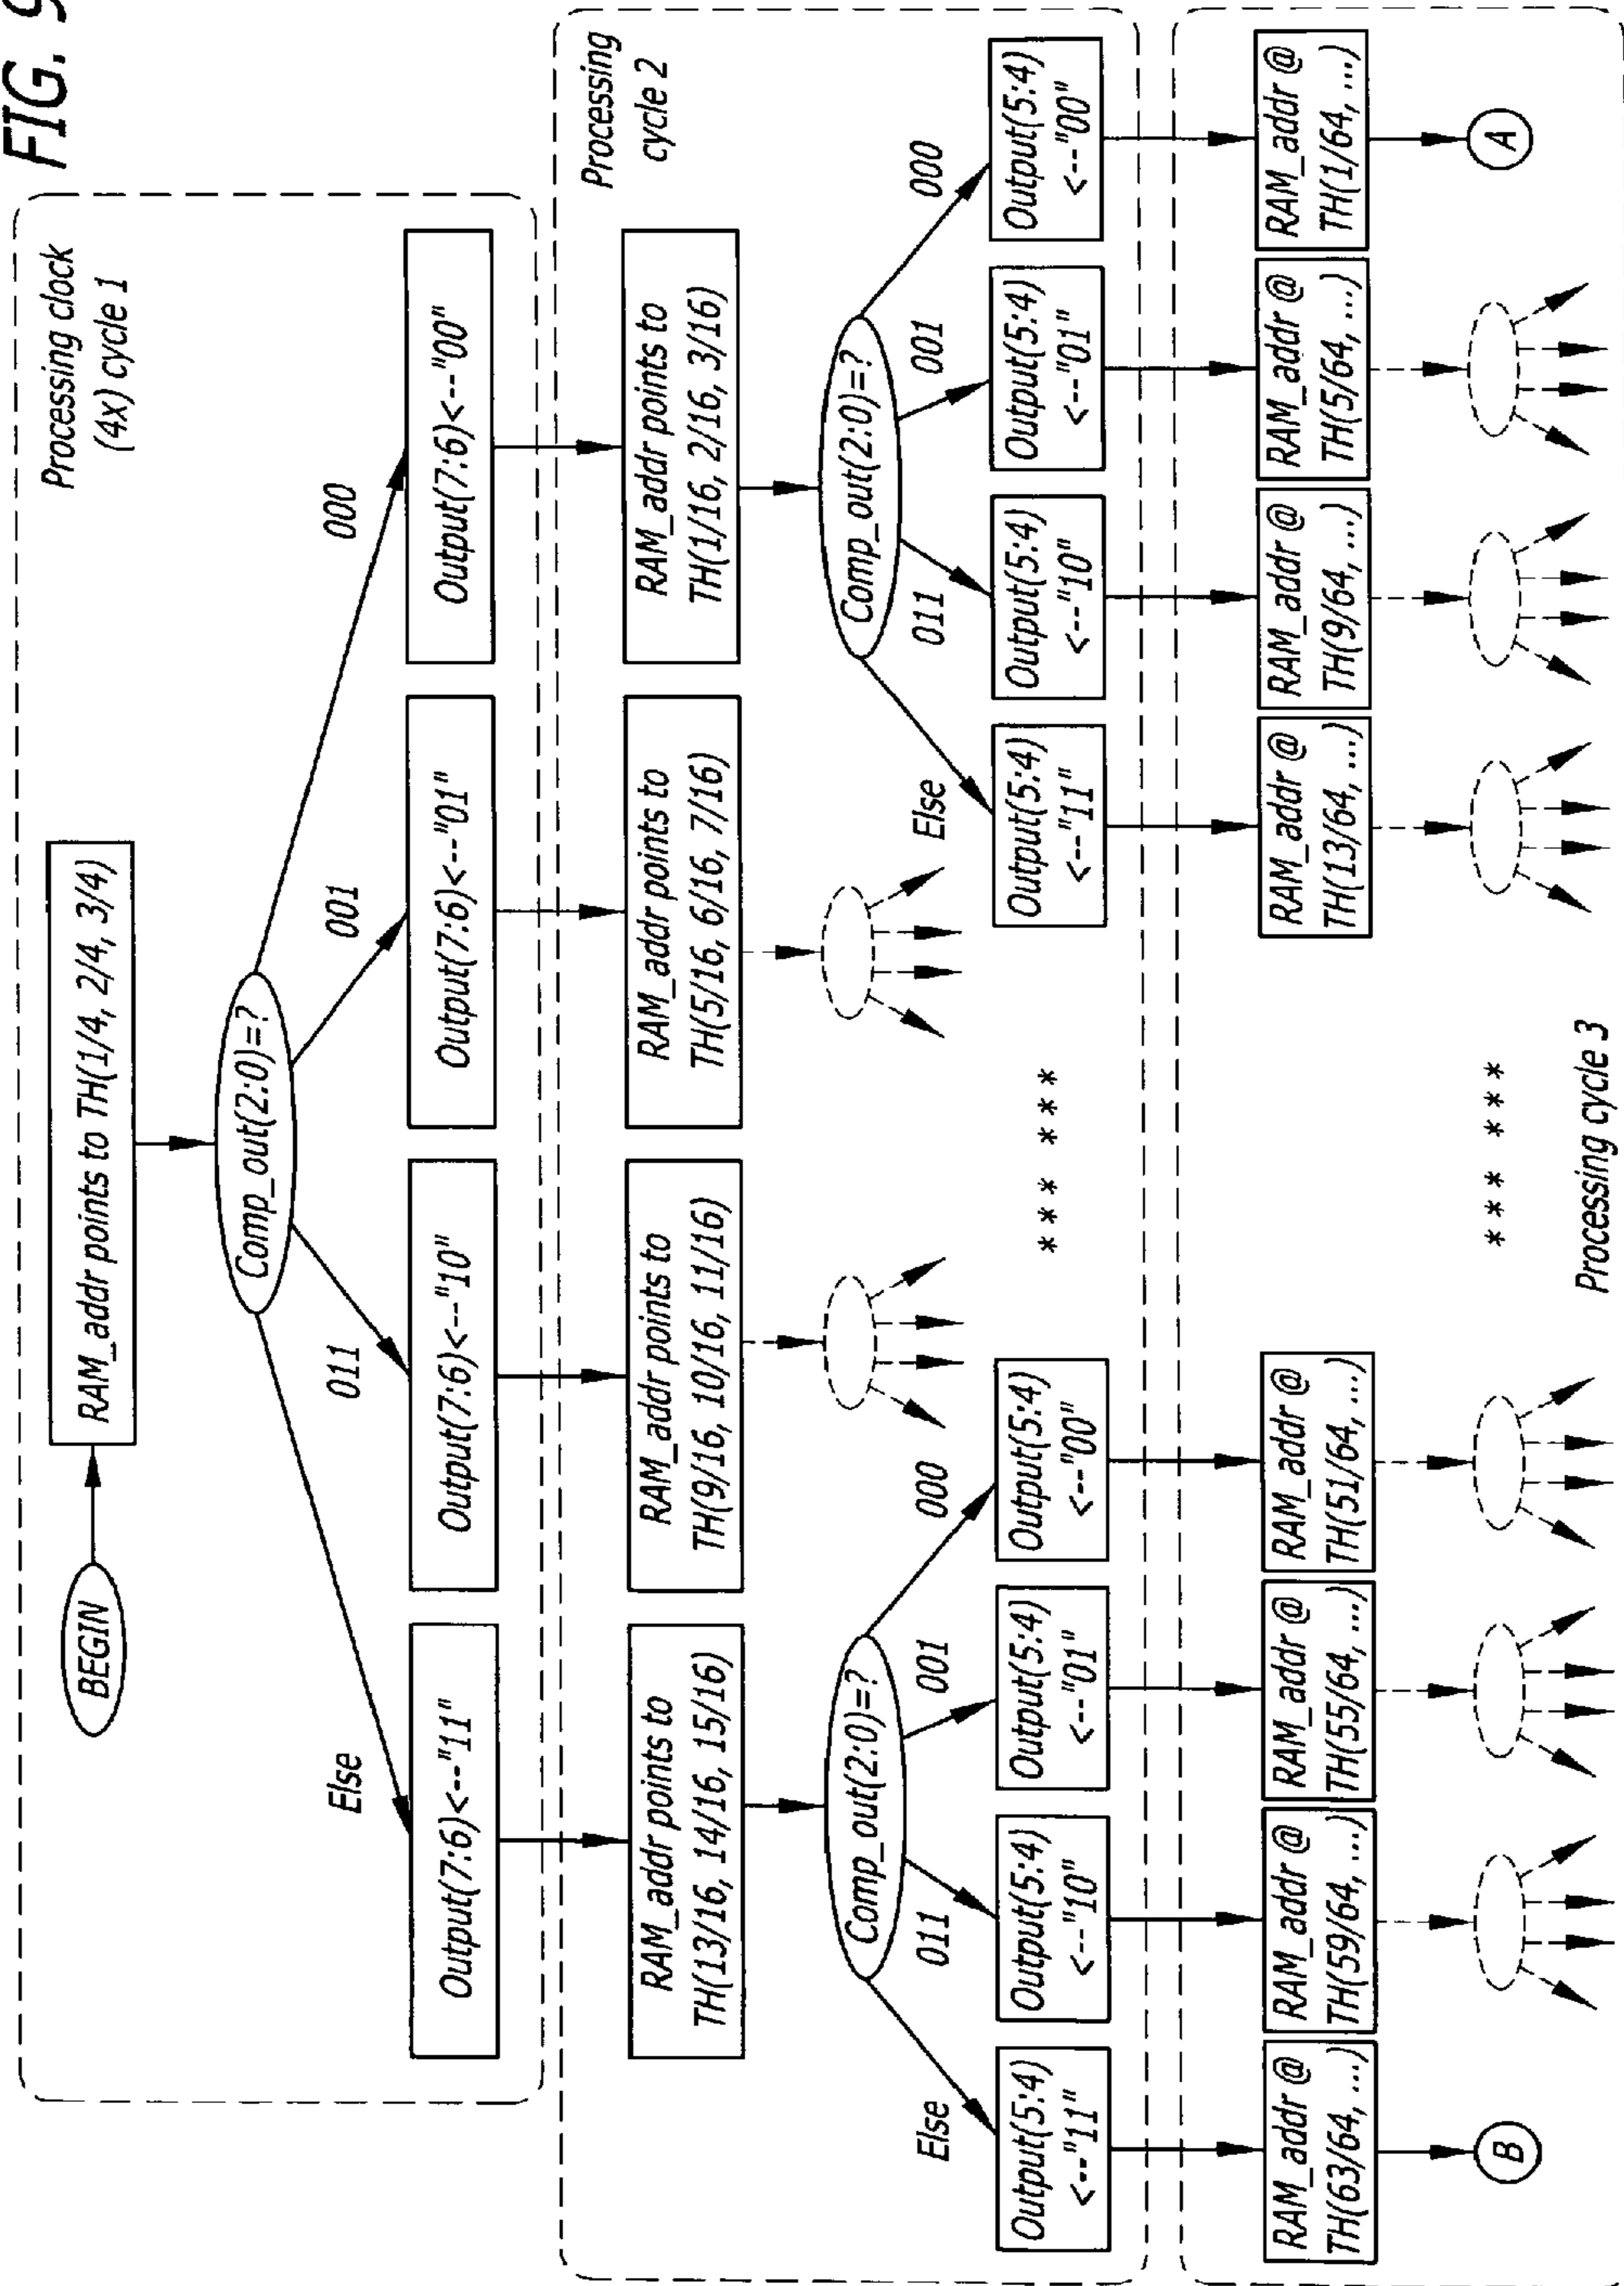 FIG. 9
Processing clock
(4x) cycle 1
BEGIN
RAM_addr points to TH(1/4, 2/4, 3/4)
Comp_out(2:0)=?
Else
011
001
000
Output(7:6)<--"11"
Output(7:6)<--"10"
Output(7:6)<--"01"
Output(7:6)<--"00"
Processing
cycle 2
RAM_addr points to
TH(13/16, 14/16, 15/16)
RAM_addr points to
TH(9/16, 10/16, 11/16)
RAM_addr points to
TH(5/16, 6/16, 7/16)
RAM_addr points to
TH(1/16, 2/16, 3/16)
Comp_out(2:0)=?
Comp_out(2:0)=?
Else
011
001
000
Else
011
001
000
Output(5:4)
<--"11"
Output(5:4)
<--"10"
Output(5:4)
<--"01"
Output(5:4)
<--"00"
*** ***
Output(5:4)
<--"11"
Output(5:4)
<--"10"
Output(5:4)
<--"01"
Output(5:4)
<--"00"
RAM_addr @
TH(63/64, ...)
RAM_addr @
TH(59/64, ...)
RAM_addr @
TH(55/64, ...)
RAM_addr @
TH(51/64, ...)
RAM_addr @
TH(13/64, ...)
RAM_addr @
TH(9/64, ...)
RAM_addr @
TH(5/64, ...)
RAM_addr @
TH(1/64, ...)
B
*** ***
A
Processing cycle 3